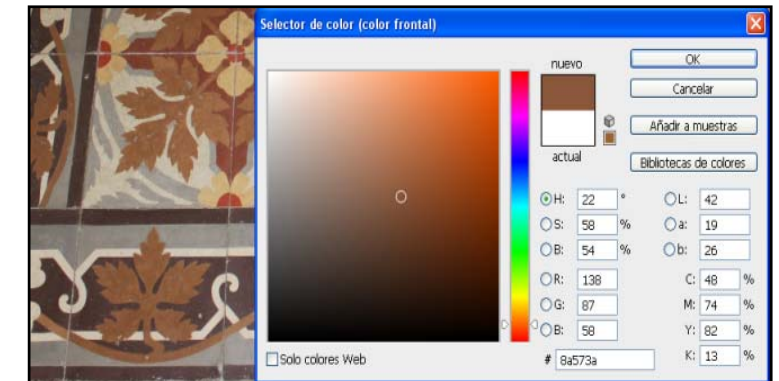 Selector de color (color frontal)
nuevo
actual
OK
Cancelar
Añadir a muestras
Bibliotecas de colores
H: 22 °
S: 58 %
B: 54 %
R: 138
G: 87
B: 58
L: 42
a: 19
b: 26
C: 48 %
M: 74 %
Y: 82 %
K: 13 %
# 8a573a
Solo colores Web